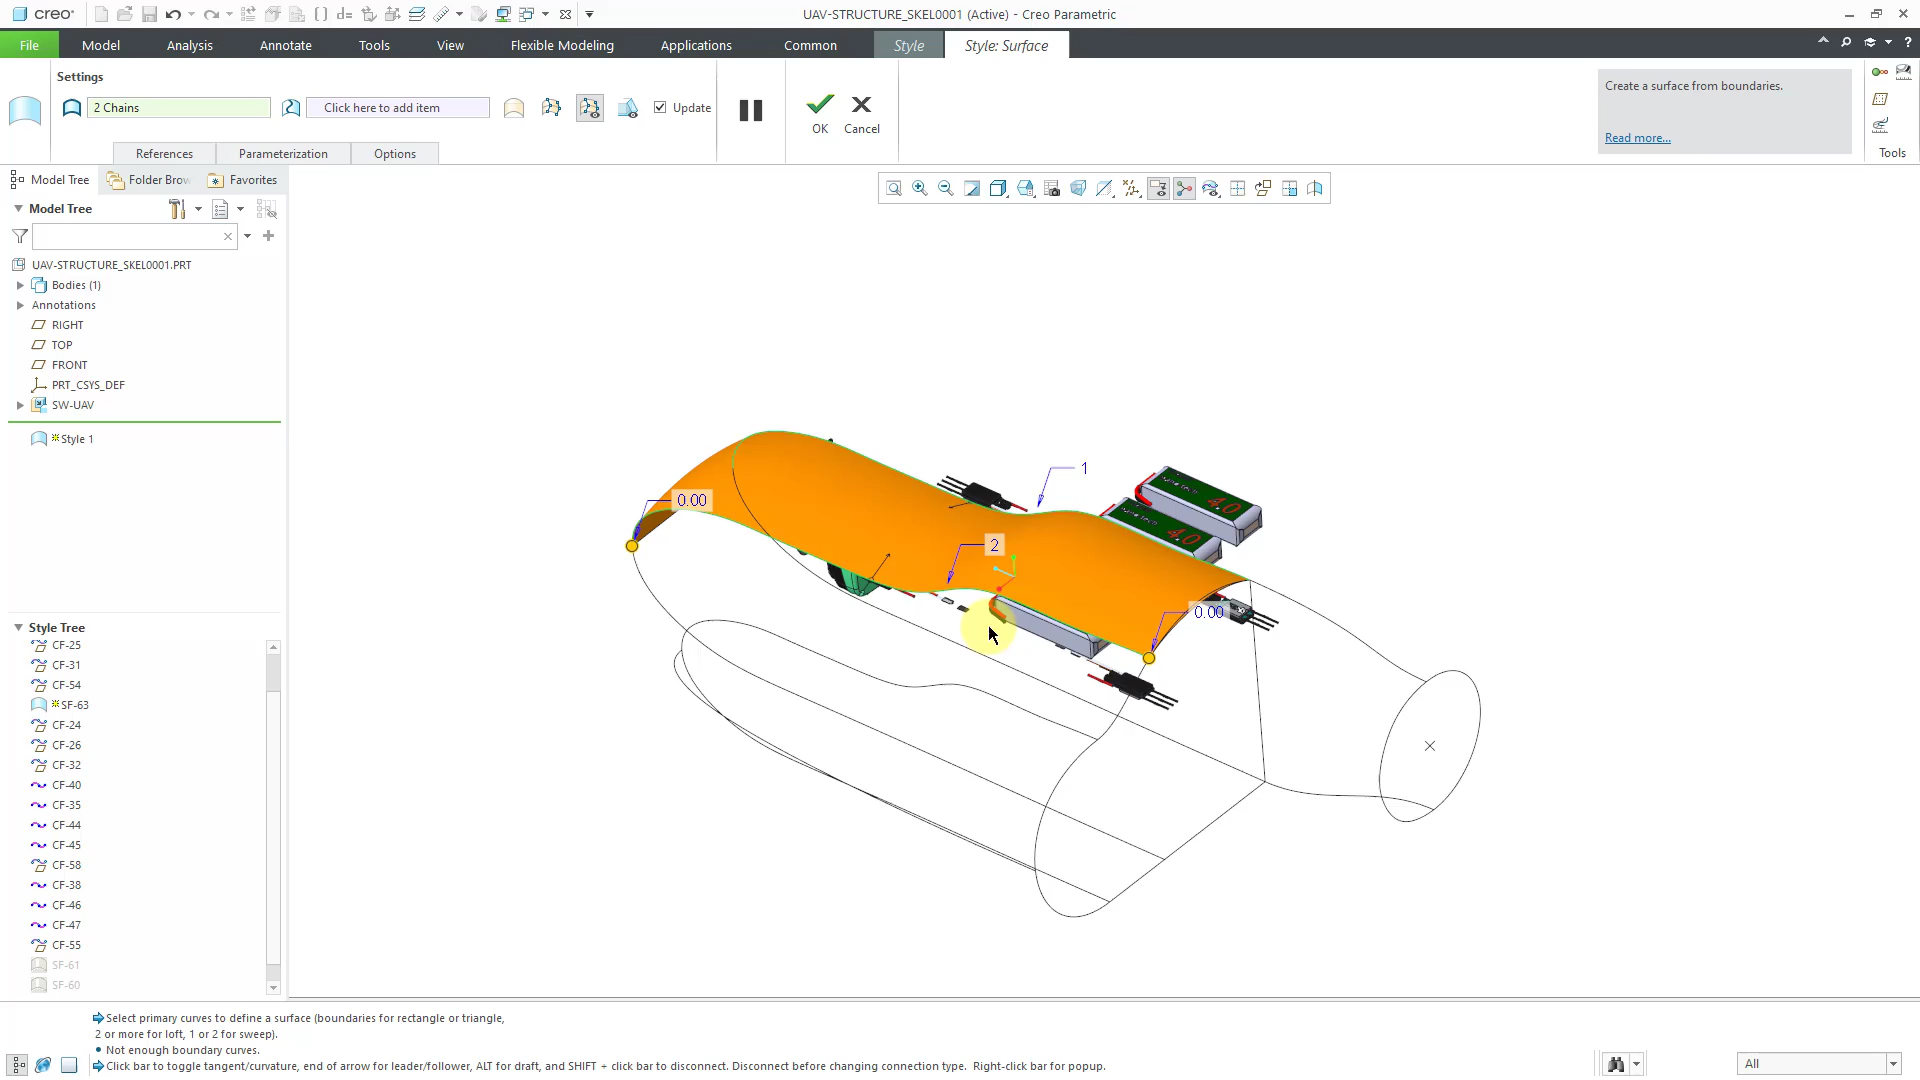 creo
UAV-STRUCTURE_SKEL0001 (Active) - Creo Parametric
File
Model
Analysis
Annotate
Tools
View
Flexible Modeling
Applications
Common
Style
Style: Surface
Settings
2 Chains
Click here to add item
Update
OK
Cancel
Create a surface from boundaries.
Read more...
Tools
References
Parameterization
Options
Model Tree
Folder Brow
Favorites
Model Tree
UAV-STRUCTURE_SKEL0001.PRT
Bodies (1)
Annotations
RIGHT
TOP
FRONT
PRT_CSYS_DEF
SW-UAV
Style 1
Style Tree
CF-25
CF-31
CF-54
SF-63
CF-24
CF-26
CF-32
CF-40
CF-35
CF-44
CF-45
CF-58
CF-38
CF-46
CF-47
CF-55
SF-61
SF-60
1
0.00
2
0.00
4.0
4.0
Select primary curves to define a surface (boundaries for rectangle or triangle,
2 or more for loft, 1 or 2 for sweep).
Not enough boundary curves.
Click bar to toggle tangent/curvature, end of arrow for leader/follower, ALT for draft, and SHIFT + click bar to disconnect. Disconnect before changing connection type. Right-click bar for popup.
All